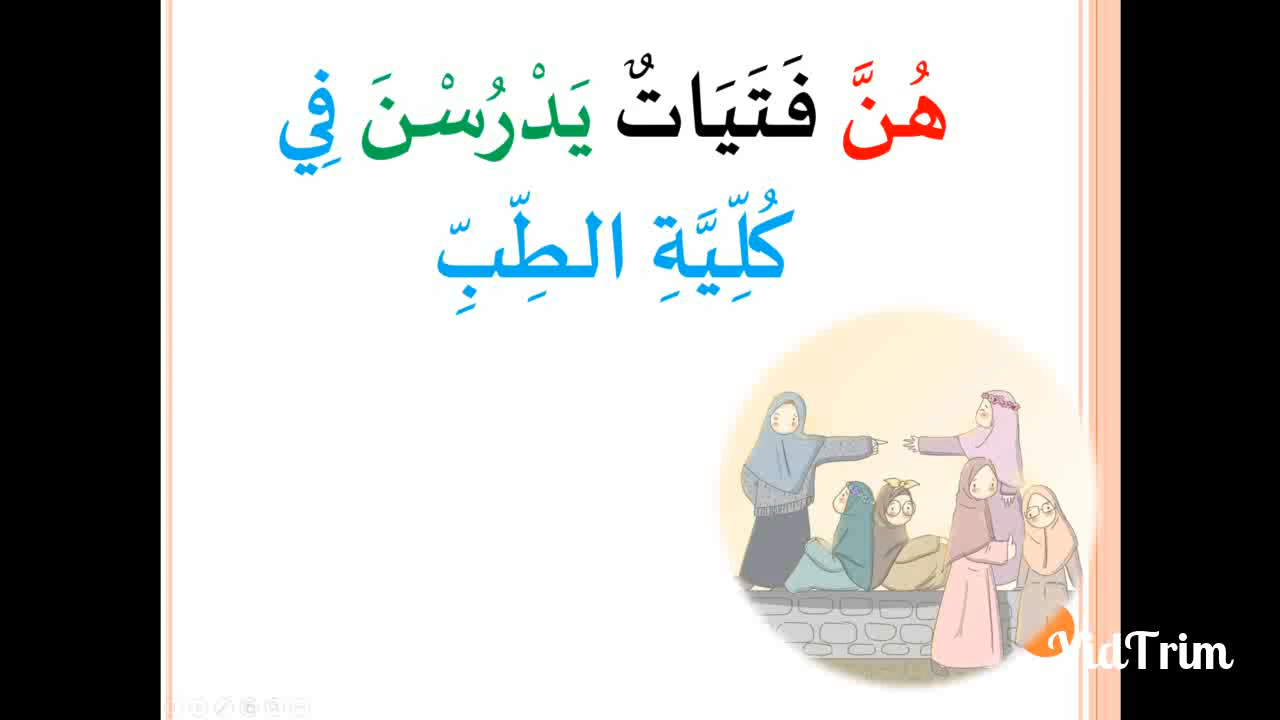 هُنَّ فَتَيَاتٌ يَدْرُسْنَ فِي
كُلِّيَّةِ الطِّبِّ
VidTrim